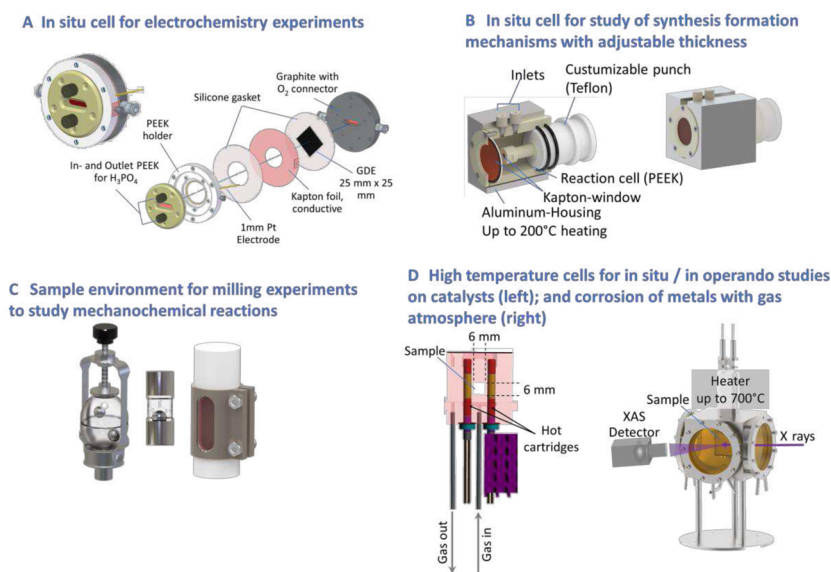 A In situ cell for electrochemistry experiments
Graphite with
O₂ connector
Silicone gasket
PEEK
holder
In- and Outlet PEEK
for H₃PO₄
GDE
25 mm x 25
mm
Kapton foil,
conductive
1mm Pt
Electrode
B In situ cell for study of synthesis formation
mechanisms with adjustable thickness
Inlets
Custumizable punch
(Teflon)
Reaction cell (PEEK)
Kapton-window
Aluminum-Housing
Up to 200°C heating
C Sample environment for milling experiments
to study mechanochemical reactions
D High temperature cells for in situ / in operando studies
on catalysts (left); and corrosion of metals with gas
atmosphere (right)
6 mm
Sample
6 mm
Hot
cartridges
Gas out
Gas in
Heater
up to 700°C
Sample
XAS
Detector
X rays